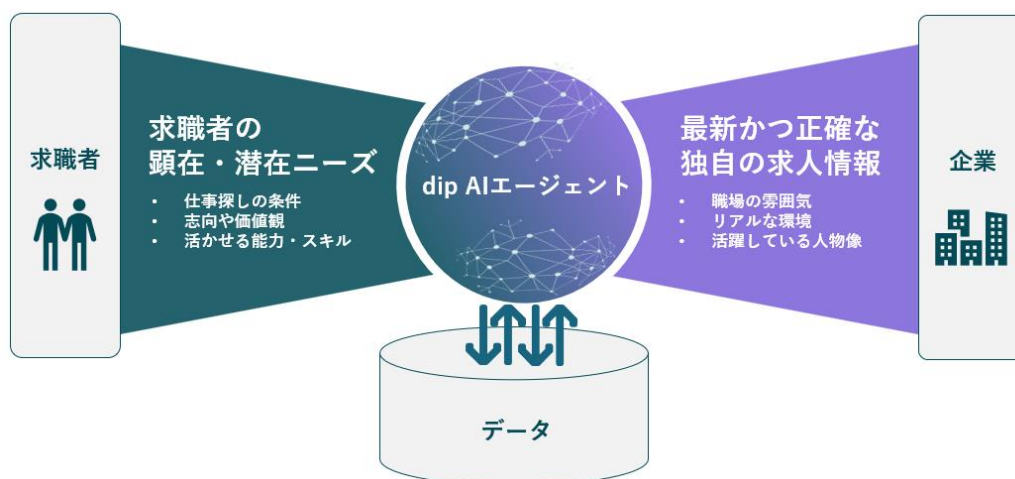 求職者
求職者の
顕在・潜在ニーズ
• 仕事探しの条件
• 志向や価値観
• 活かせる能力・スキル
dip AIエージェント
最新かつ正確な
独自の求人情報
• 職場の雰囲気
• リアルな環境
• 活躍している人物像
企業
データ